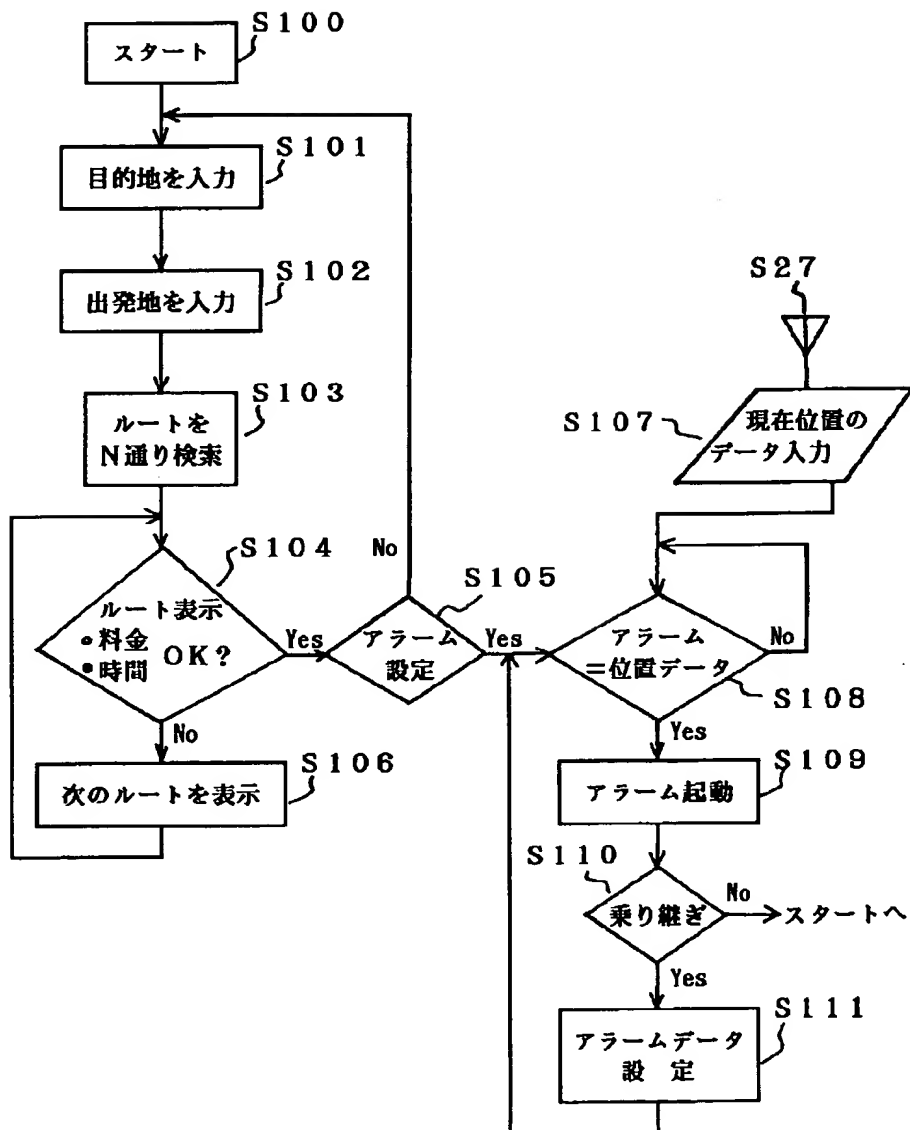 S100
スタート
S101
目的地を入力
S102
出発地を入力
S103
ルートを
N通り検索
S104
ルート表示
•料金
•時間
OK?
Yes
No
S106
次のルートを表示
No
S105
アラーム
設定
Yes
S27
S107
現在位置の
データ入力
アラーム
=位置データ
No
S108
Yes
S109
アラーム起動
S110
乗り継ぎ
No
スタートへ
Yes
S111
アラームデータ
設 定